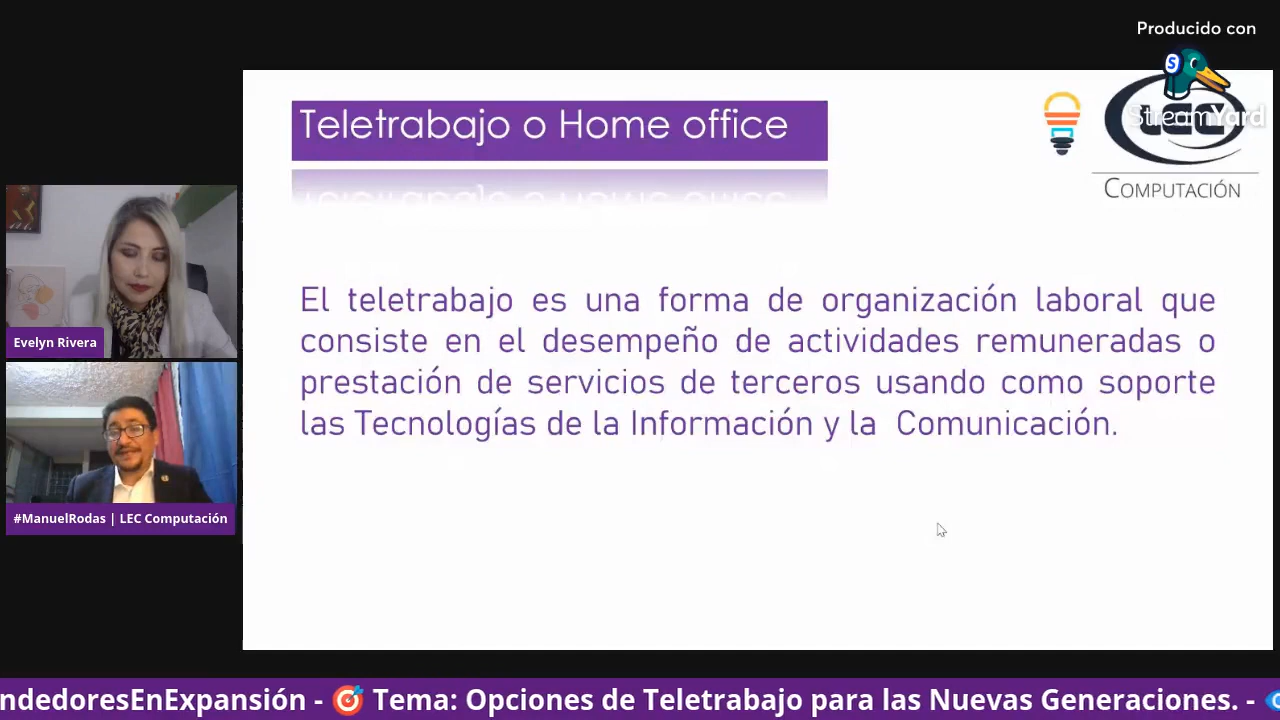 Producido con
StreamYard
LEC
COMPUTACIÓN
Teletrabajo o Home office
El teletrabajo es una forma de organización laboral que
consiste en el desempeño de actividades remuneradas o
prestación de servicios de terceros usando como soporte
las Tecnologías de la Información y la Comunicación.
Evelyn Rivera
#ManuelRodas | LEC Computación
ndedoresEnExpansión - 🎯 Tema: Opciones de Teletrabajo para las Nuevas Generaciones. -